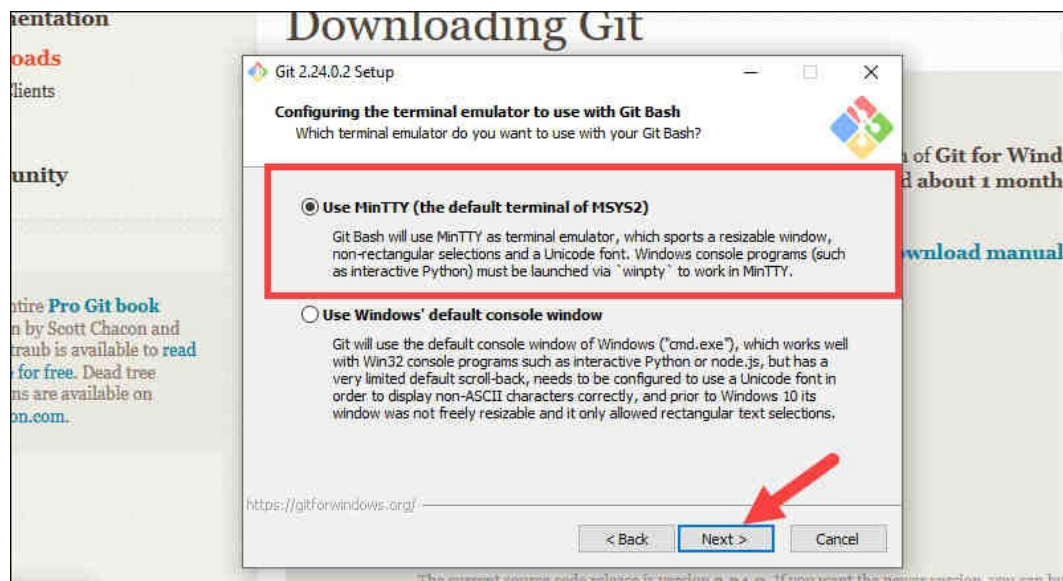 Downloading Git
oads
unity
Git 2.24.0.2 Setup
Configuring the terminal emulator to use with Git Bash
Which terminal emulator do you want to use with your Git Bash?
of Git for Wind
about 1 month
wnload manual
Use MinTTY (the default terminal of MSYS2)
Git Bash will use MinTTY as terminal emulator, which sports a resizable window,
non-rectangular selections and a Unicode font. Windows console programs (such
as interactive Python) must be launched via `winpty` to work in MinTTY.
Use Windows' default console window
Git will use the default console window of Windows ("cmd.exe"), which works well
with Win32 console programs such as interactive Python or node.js, but has a
very limited default scroll-back, needs to be configured to use a Unicode font in
order to display non-ASCII characters correctly, and prior to Windows 10 its
window was not freely resizable and it only allowed rectangular text selections.
Pro Git book
by Scott Chacon and
traub is available to read
for free. Dead tree
ns are available on
on.com.
https://gitforwindows.org/
< Back
Next >
Cancel